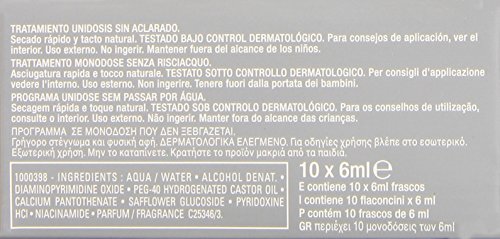 TRATAMIENTO UNIDOSIS SIN ACLARADO.
Secado rápido y tacto natural. TESTADO BAJO CONTROL DERMATOLÓGICO. Para consejos de aplicación, ver el
interior. Uso externo. No ingerir. Mantener fuera del alcance de los niños.
TRATTAMENTO MONODOSE SENZA RISCIACQUO.
Asciugatura rapida e tocco naturale. TESTATO SOTTO CONTROLLO DERMATOLOGICO. Per consigli d'applicazione
vedere l'interno. Uso esterno. Non ingerire. Tenere fuori dalla portata dei bambini.
PROGRAMA UNIDOSE SEM PASSAR POR ÁGUA.
Secagem rápida e toque natural. TESTADO SOB CONTROLO DERMATOLÓGICO. Para os conselhos de utilização,
consulte o interior. Uso externo. Não ingerir. Manter fora do alcance das crianças.
ΠΡΟΓΡΑΜΜΑ ΣΕ ΜΟΝΟΔΟΣΗ ΠΟΥ ΔΕΝ ΞΕΒΓΑΖΕΤΑΙ.
Γρήγορο στέγνωμα και φυσική αίσθηση. ΔΕΡΜΑΤΟΛΟΓΙΚΑ ΕΛΕΓΜΕΝΟ. Για οδηγίες χρήσης βλέπε στο εσωτερικό.
Εξωτερική χρήση. Μην το καταπίνετε. Κρατήστε το προϊόν μακριά από τα παιδιά.
1000398 - INGREDIENTS : AQUA / WATER • ALCOHOL DENAT. •
DIAMINOPYRIMIDINE OXIDE • PEG-40 HYDROGENATED CASTOR OIL •
CALCIUM PANTOTHENATE • SAFFLOWER GLUCOSIDE • PYRIDOXINE
HCI • NIACINAMIDE • PARFUM / FRAGRANCE C25346/3.
10 x 6ml ℮
E contiene 10 x 6ml frascos
I contiene 10 flaconcini x 6 ml
P contém 10 frascos de 6 ml
GR περιέχει 10 μονοδόσεις των 6ml